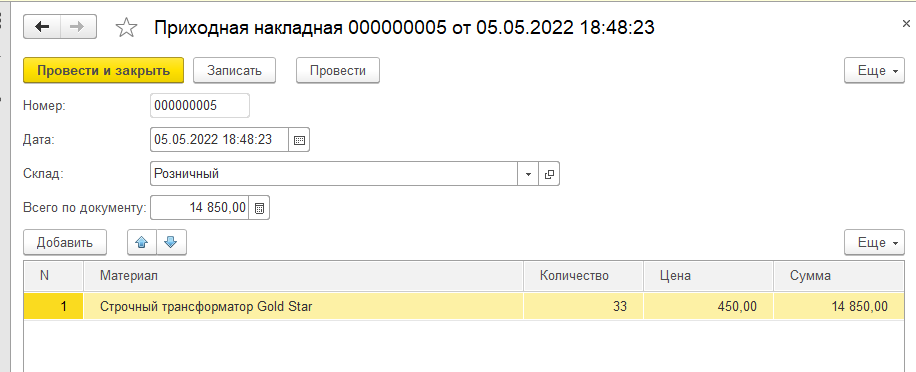 Приходная накладная 000000005 от 05.05.2022 18:48:23
Провести и закрыть Записать Провести Еще
Номер: 000000005
Дата: 05.05.2022 18:48:23
Склад: Розничный
Всего по документу: 14 850,00
Добавить Еще
N Материал Количество Цена Сумма
1 Строчный трансформатор Gold Star 33 450,00 14 850,00